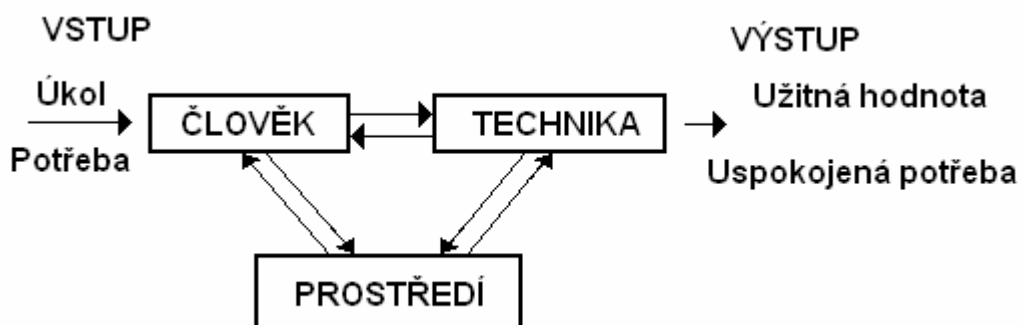 VSTUP
VÝSTUP
Úkol
Potřeba
ČLOVĚK
TECHNIKA
Užitná hodnota
Uspokojená potřeba
PROSTŘEDÍ